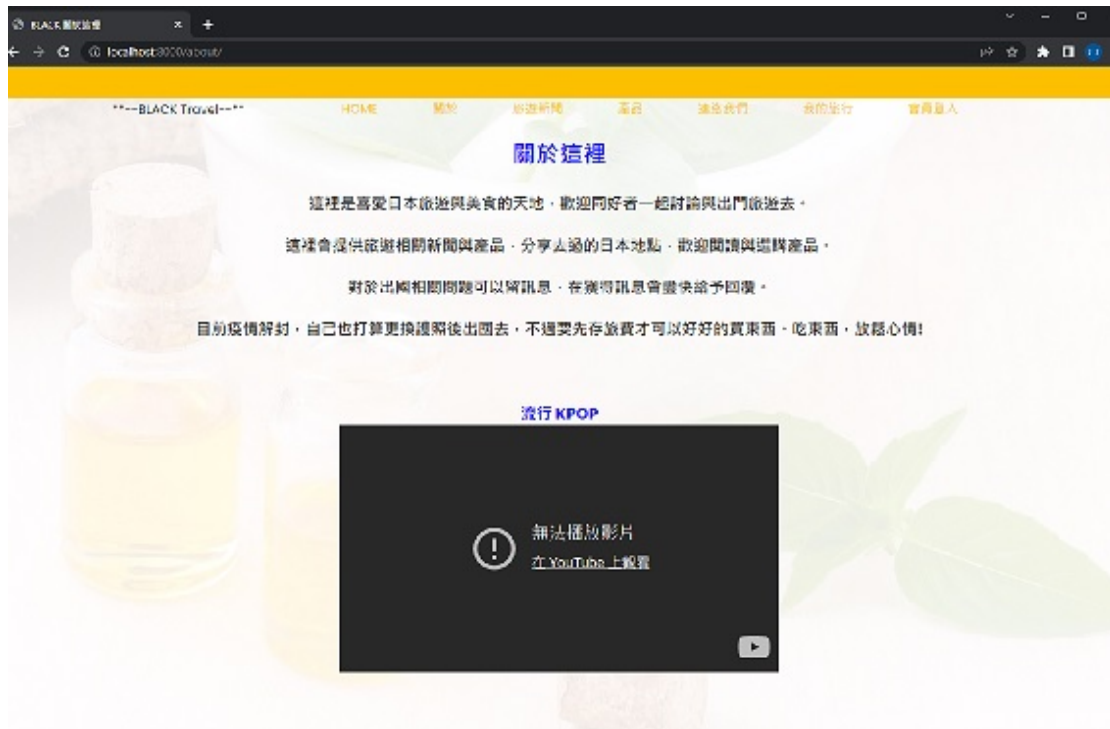 BLACK 關於這裡
localhost:8000/about/
**--BLACK Travel--** HOME 關於 旅遊新聞 產品 連絡我們 我的旅行 會員登入
關於這裡
這裡是喜愛日本旅遊與美食的天地,歡迎同好者一起討論與出門旅遊去。
這裡會提供旅遊相關新聞與產品,分享去過的日本地點,歡迎閱讀與選購產品。
對於出國相關問題可以留訊息,在獲得訊息會盡快給予回覆。
目前疫情解封,自己也打算更換護照後出國去,不過要先存旅費才可以好好的買東西、吃東西,放鬆心情!
流行 KPOP
無法播放影片
在 YouTube 上觀看